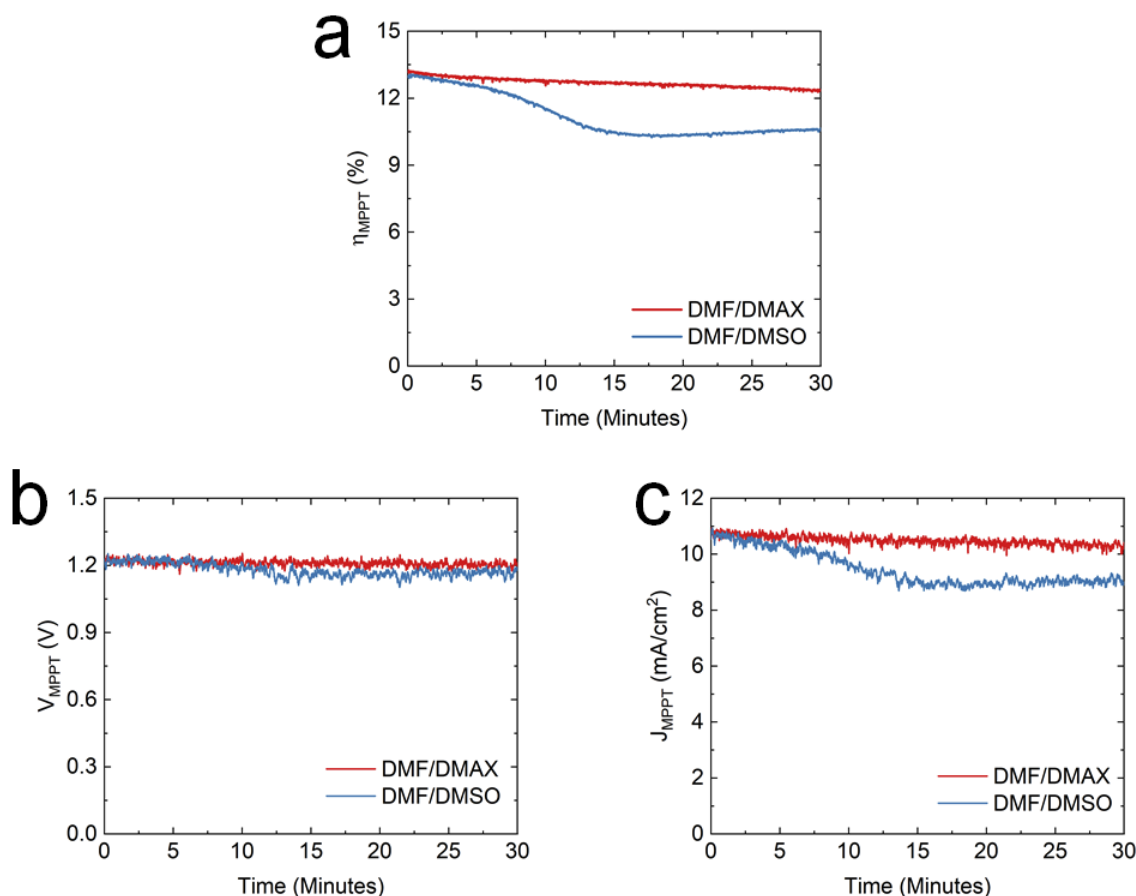 a
15
12
9
6
3
0
η_MPPT (%)
DMF/DMAX
DMF/DMSO
0 5 10 15 20 25 30
Time (Minutes)
b
1.5
1.2
0.9
0.6
0.3
0.0
V_MPPT (V)
DMF/DMAX
DMF/DMSO
0 5 10 15 20 25 30
Time (Minutes)
c
12
10
8
6
4
2
0
J_MPPT (mA/cm²)
DMF/DMAX
DMF/DMSO
0 5 10 15 20 25 30
Time (Minutes)